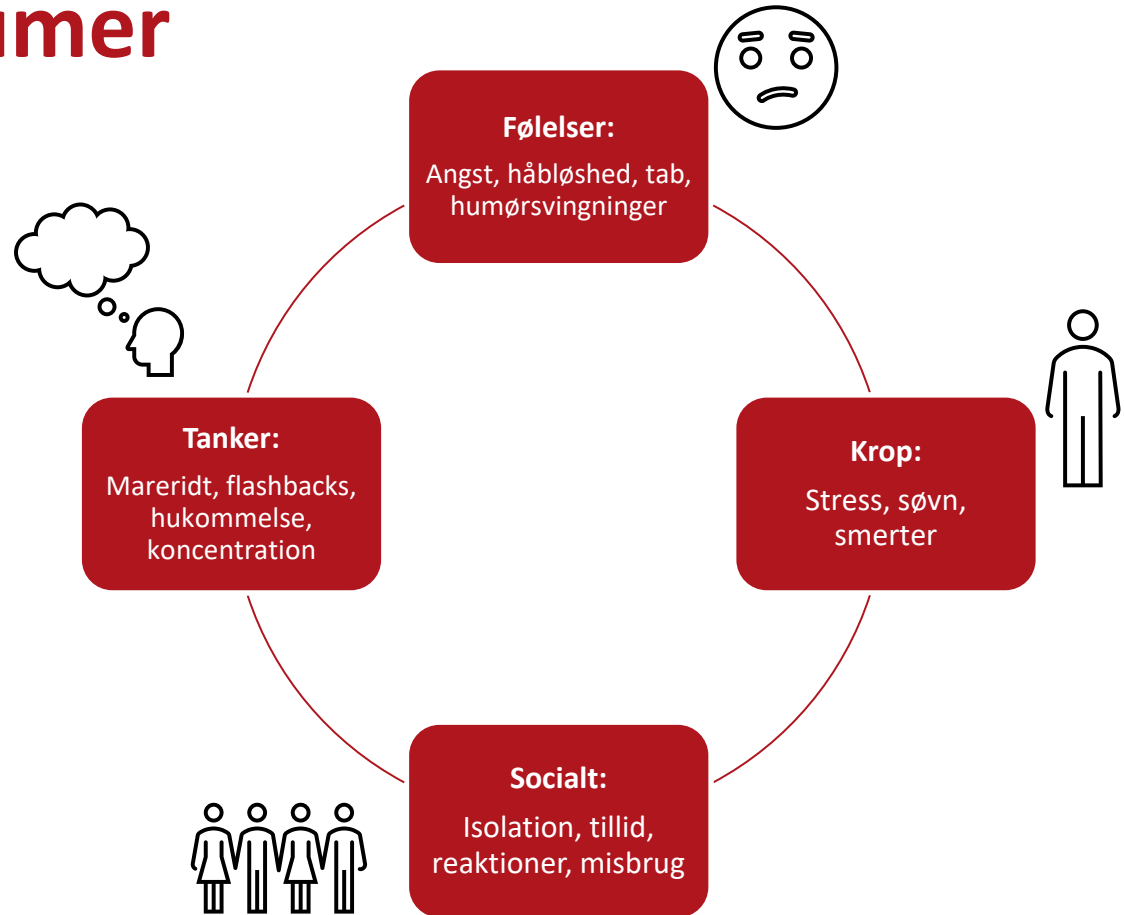 umer
Følelser:
Angst, håbløshed, tab,
humørsvingninger
Tanker:
Mareridt, flashbacks,
hukommelse,
koncentration
Krop:
Stress, søvn,
smerter
Socialt:
Isolation, tillid,
reaktioner, misbrug